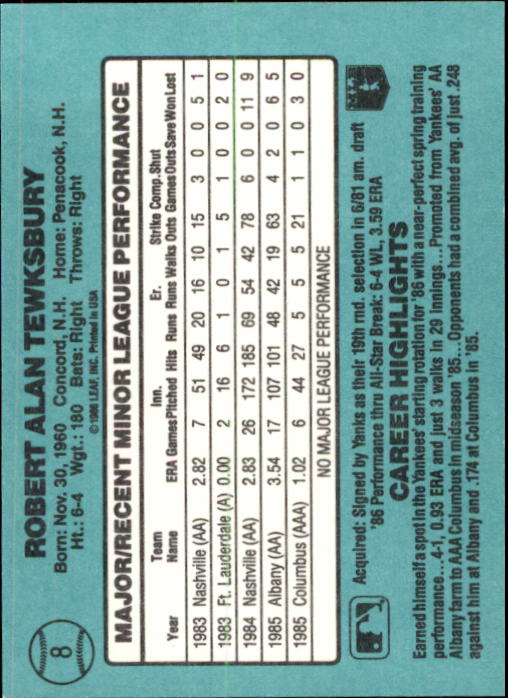 8
ROBERT ALAN TEWKSBURY
Born: Nov. 30, 1960 Concord, N.H. Home: Penacook, N.H.
Ht.: 6-4 Wgt.: 180 Bats: Right Throws: Right
©1986 LEAF, INC. Printed in USA
MAJOR/RECENT MINOR LEAGUE PERFORMANCE
Team Inn. Er. Strike Comp. Shut
Year Name ERA Games Pitched Hits Runs Runs Walks Outs Games Outs Save Won Lost
1983 Nashville (AA) 2.82 7 51 49 20 16 10 15 3 0 0 5 1
1983 Ft. Lauderdale (A) 0.00 2 16 6 1 0 1 5 1 0 0 2 0
1984 Nashville (AA) 2.83 26 172 185 69 54 42 78 6 0 0 11 9
1985 Albany (AA) 3.54 17 107 101 48 42 19 63 4 2 0 6 5
1985 Columbus (AAA) 1.02 6 44 27 5 5 5 21 1 1 0 3 0
NO MAJOR LEAGUE PERFORMANCE
Acquired: Signed by Yanks as their 19th rnd. selection in 6/81 am. draft
'86 Performance thru All-Star Break: 6-4 WL, 3.59 ERA
CAREER HIGHLIGHTS
Earned himself a spot in the Yankees' starting rotation for '86 with a near-perfect spring training
performance...4-1, 0.93 ERA and just 3 walks in 29 innings...Promoted from Yankees' AA
Albany farm to AAA Columbus in midseason '85...Opponents had a combined avg. of just .248
against him at Albany and .174 at Columbus in '85.